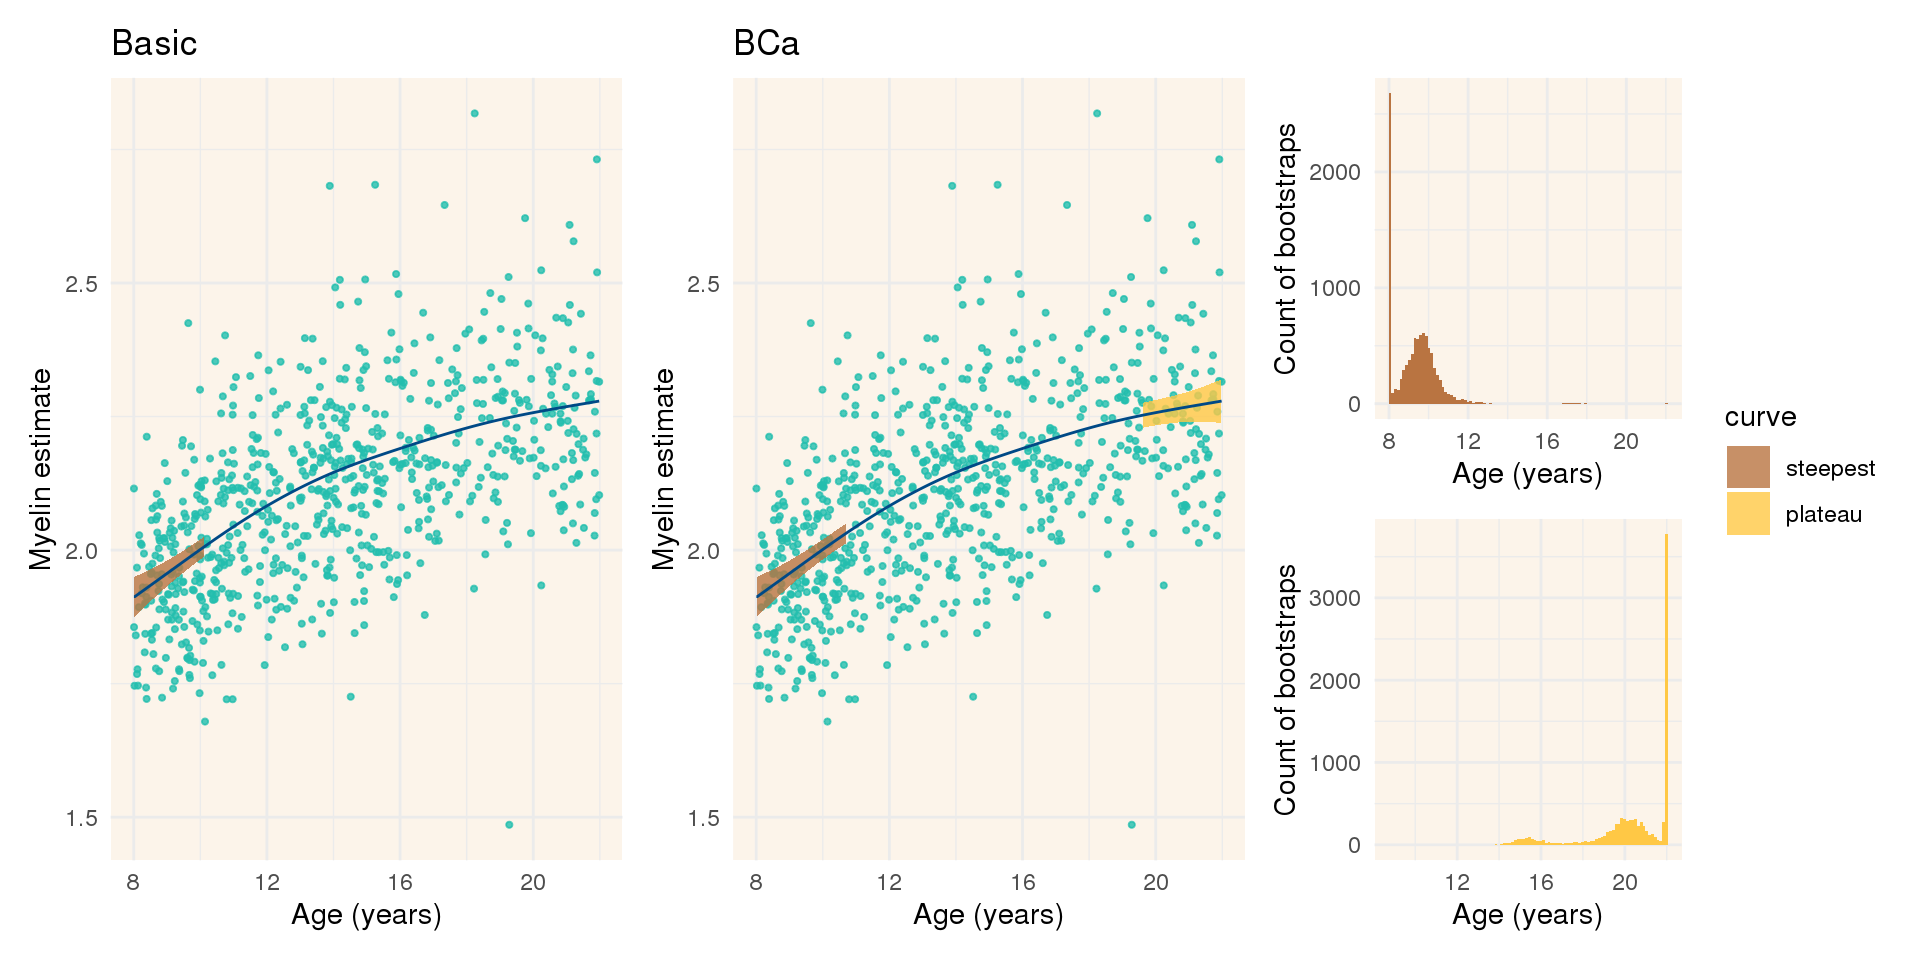 Basic
Myelin estimate
2.5
2.0
1.5
8 12 16 20
Age (years)
BCa
Myelin estimate
2.5
2.0
1.5
8 12 16 20
Age (years)
Count of bootstraps
2000
1000
0
8 12 16 20
Age (years)
Count of bootstraps
3000
2000
1000
0
12 16 20
Age (years)
curve
steepest
plateau